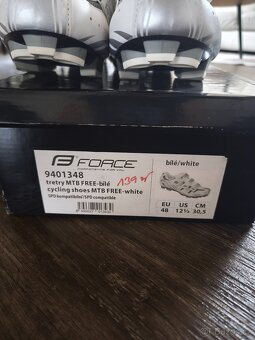 FORCE
bílé/white
9401348
tretry MTB FREE-bílé
cycling shoes MTB FREE-white
SPD kompatibilní/SPD compatible
EU US CM
48 12½ 30.5